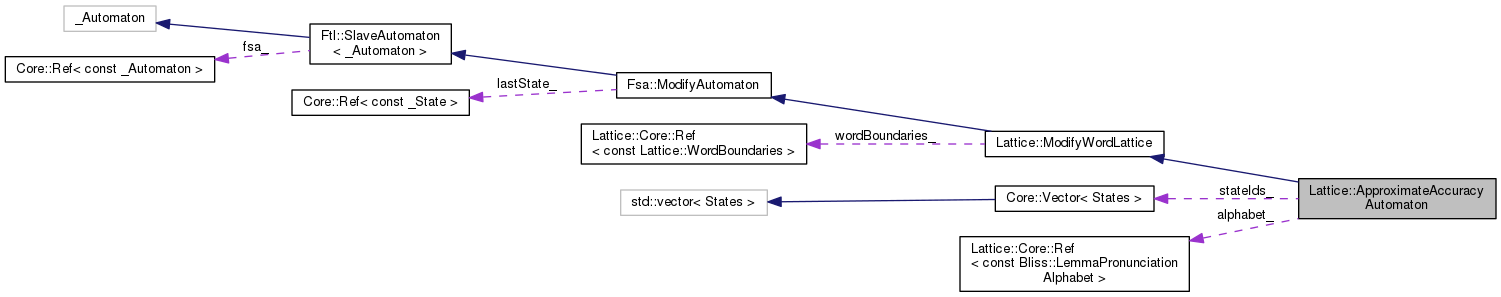 _Automaton
Ftl::SlaveAutomaton
< _Automaton >
fsa_
Core::Ref< const _Automaton >
Fsa::ModifyAutomaton
lastState_
Core::Ref< const _State >
Lattice::Core::Ref
< const Lattice::WordBoundaries >
wordBoundaries_
Lattice::ModifyWordLattice
std::vector< States >
Core::Vector< States >
stateIds_
Lattice::ApproximateAccuracy
Automaton
alphabet_
Lattice::Core::Ref
< const Bliss::LemmaPronunciation
Alphabet >